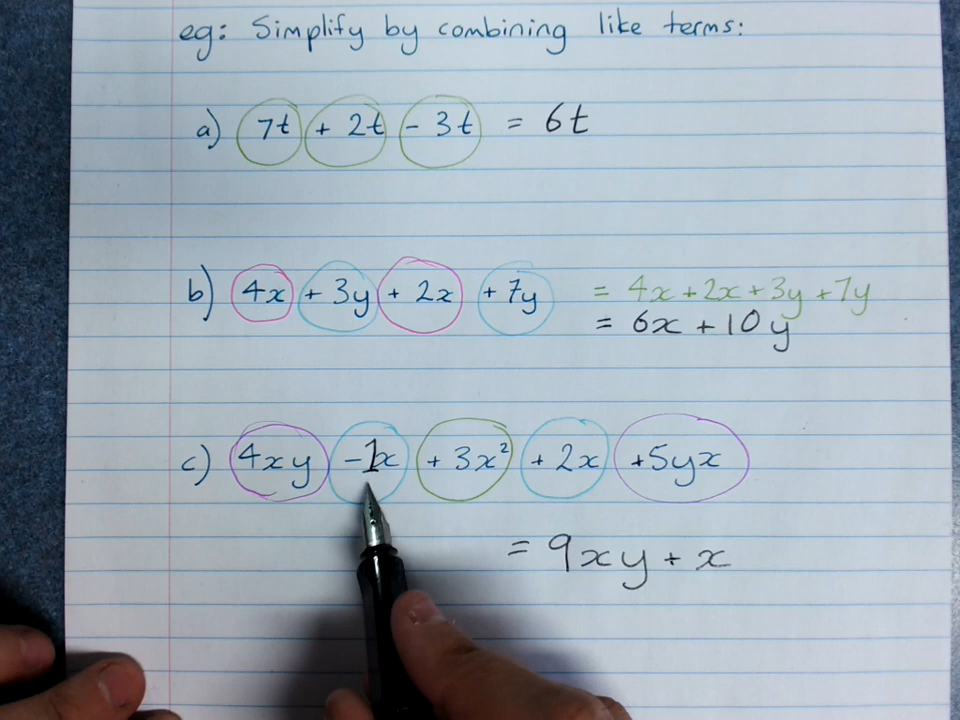 eg: Simplify by combining like terms:
a) 7t + 2t - 3t = 6t
b) 4x + 3y + 2x + 7y = 4x + 2x + 3y + 7y
= 6x + 10y
c) 4xy - 1x + 3x² + 2x + 5yx
= 9xy + x